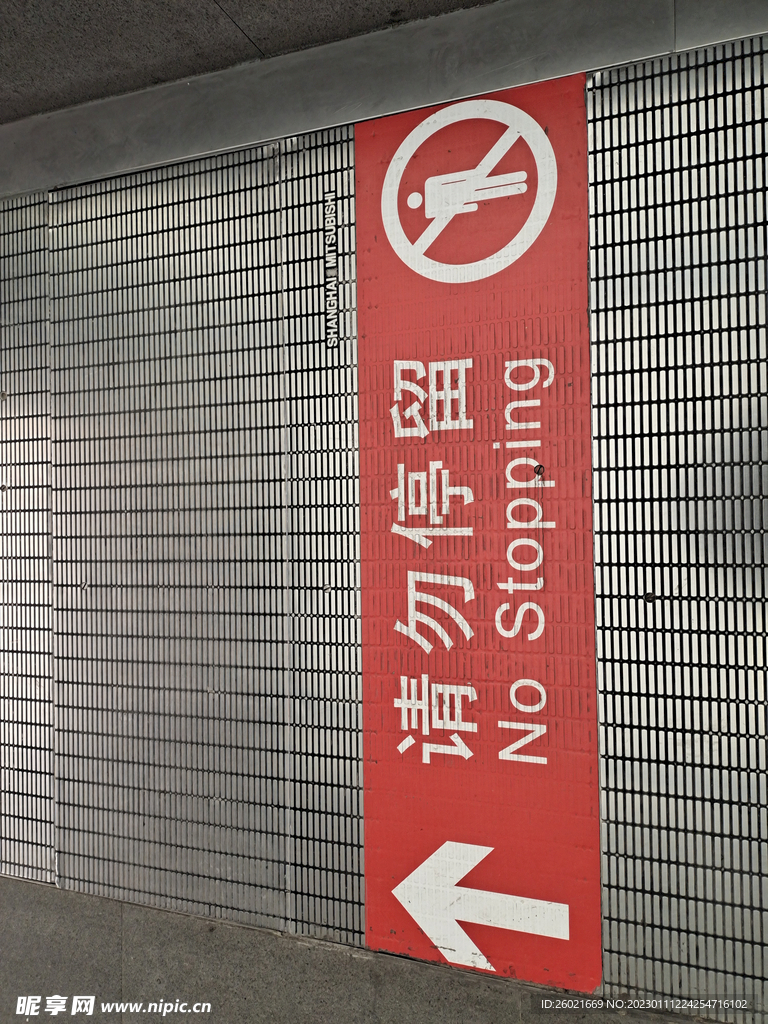 SHANGHAI MITSUBISHI
请勿停留
No Stopping
昵享网 www.nipic.cn
ID:26021669 NO:20230111224254716102